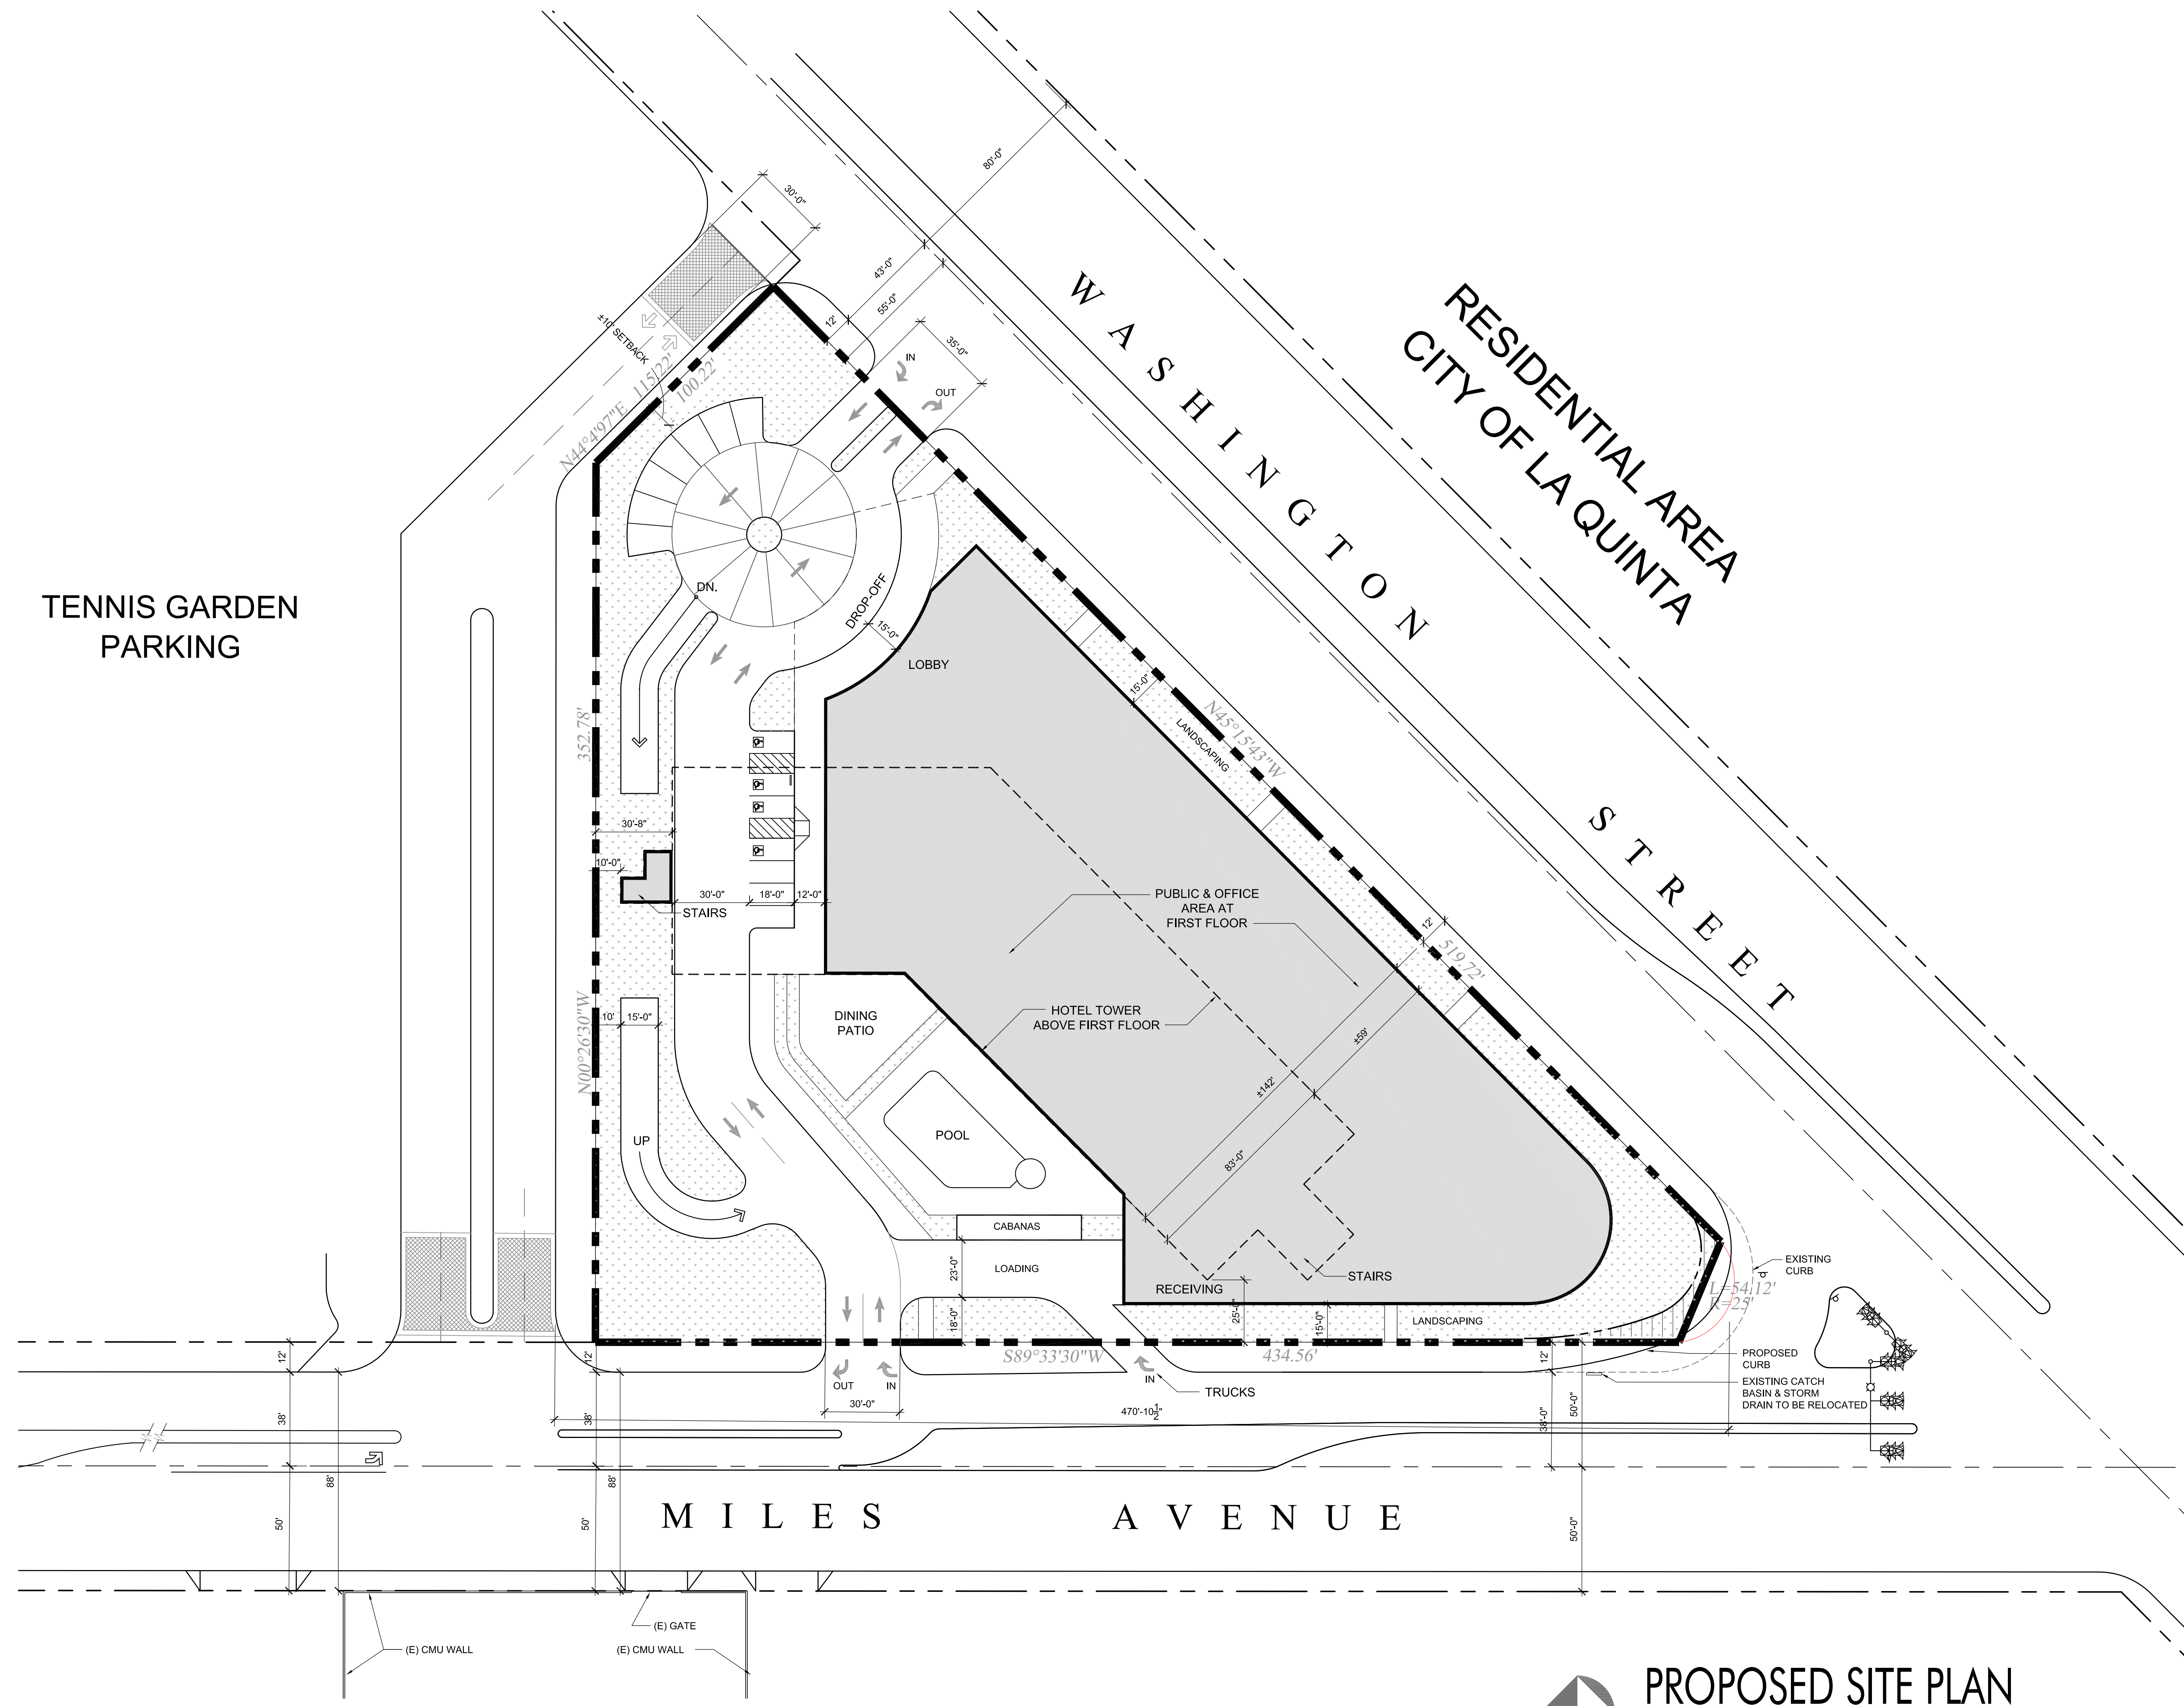 80'-0"
30'-0"
43'-0"
55'-0"
12'
35'-0"
IN
OUT
±10' SETBACK
115.22'
100.22'
N44°4'97"E
WASHINGTON
STREET
RESIDENTIAL AREA
CITY OF LA QUINTA
TENNIS GARDEN
PARKING
DN.
DROP-OFF
15'-0"
LOBBY
15'-0"
LANDSCAPING
N45°15'43"W
352.78'
30'-8"
10'-0"
30'-0"
18'-0"
12'-0"
STAIRS
PUBLIC & OFFICE
AREA AT
FIRST FLOOR
12'
519.72'
HOTEL TOWER
ABOVE FIRST FLOOR
DINING
PATIO
10'
15'-0"
N00°26'30"W
±59'
±142'
83'-0"
UP
POOL
CABANAS
23'-0"
LOADING
RECEIVING
STAIRS
18'-0"
25'-0"
15'-0"
LANDSCAPING
EXISTING
CURB
L=54.12'
R=25'
S89°33'30"W
434.56'
PROPOSED
CURB
EXISTING CATCH
BASIN & STORM
DRAIN TO BE RELOCATED
12'
12'
12'
OUT
IN
IN
TRUCKS
30'-0"
470'-10 1/2"
38'
38'
38'-0"
50'-0"
88'
88'
50'
50'
50'-0"
MILES AVENUE
(E) GATE
(E) CMU WALL
(E) CMU WALL
PROPOSED SITE PLAN